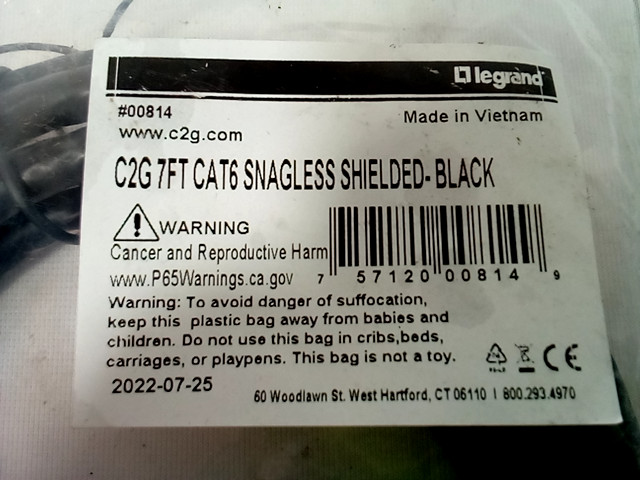 legrand
#00814 Made in Vietnam
www.c2g.com
C2G 7FT CAT6 SNAGLESS SHIELDED- BLACK
WARNING
Cancer and Reproductive Harm
www.P65Warnings.ca.gov
7 57120 00814 9
Warning: To avoid danger of suffocation,
keep this plastic bag away from babies and
children. Do not use this bag in cribs,beds,
carriages, or playpens. This bag is not a toy.
2022-07-25
60 Woodlawn St. West Hartford, CT 06110 | 800.293.4970
CE